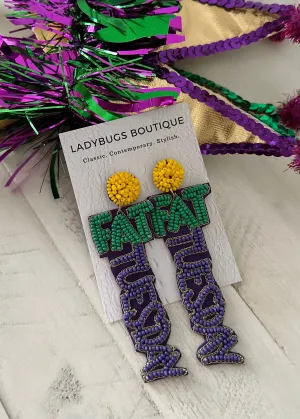 LADYBUGS BOUTIQUE
Classic. Contemporary. Stylish.
FAT FAT
TUESDAY TUESDAY